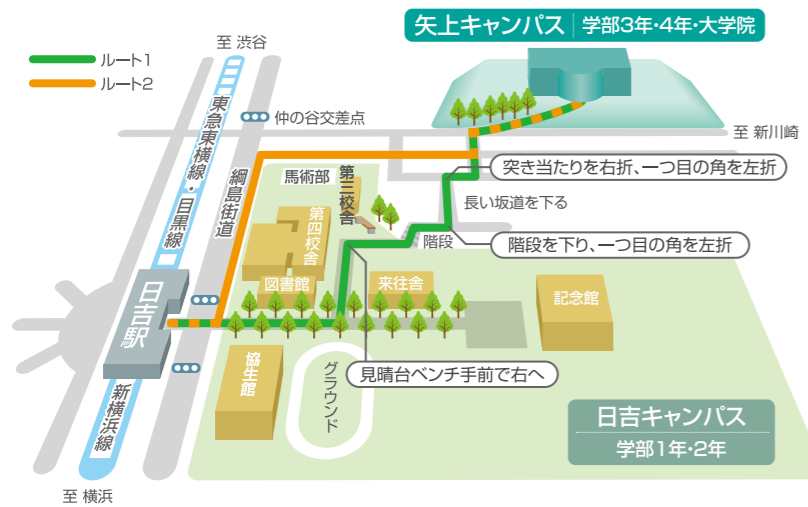 矢上キャンパス 学部3年・4年・大学院
至 渋谷
ルート1
ルート2
東急東横線・目黒線
仲の谷交差点
至 新川崎
綱島街道
馬術部
第三校舎
突き当たりを右折、一つ目の角を左折
長い坂道を下る
第四校舎
階段
階段を下り、一つ目の角を左折
図書館
来往舎
記念館
日吉駅
協生館
グラウンド
見晴台ベンチ手前で右へ
新横浜線
日吉キャンパス
学部1年・2年
至 横浜